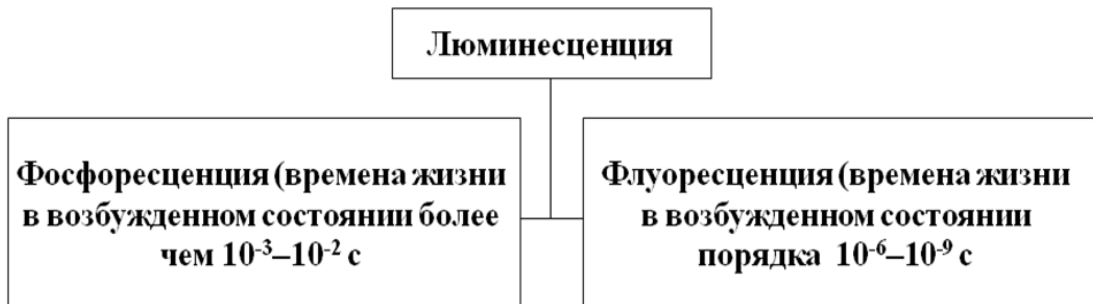 Люминесценция
Фосфоресценция (времена жизни
в возбужденном состоянии более
чем 10⁻³–10⁻² с
Флуоресценция (времена жизни
в возбужденном состоянии
порядка 10⁻⁶–10⁻⁹ с